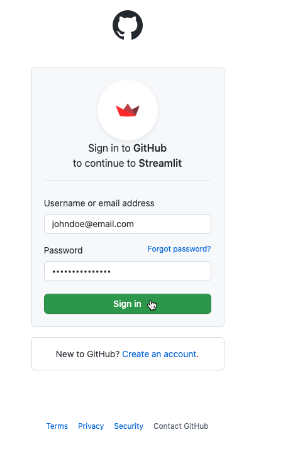 Sign in to GitHub
to continue to Streamlit
Username or email address
johndoe@email.com
Password Forgot password?
•••••••••••••••
Sign in
New to GitHub? Create an account.
Terms Privacy Security Contact GitHub